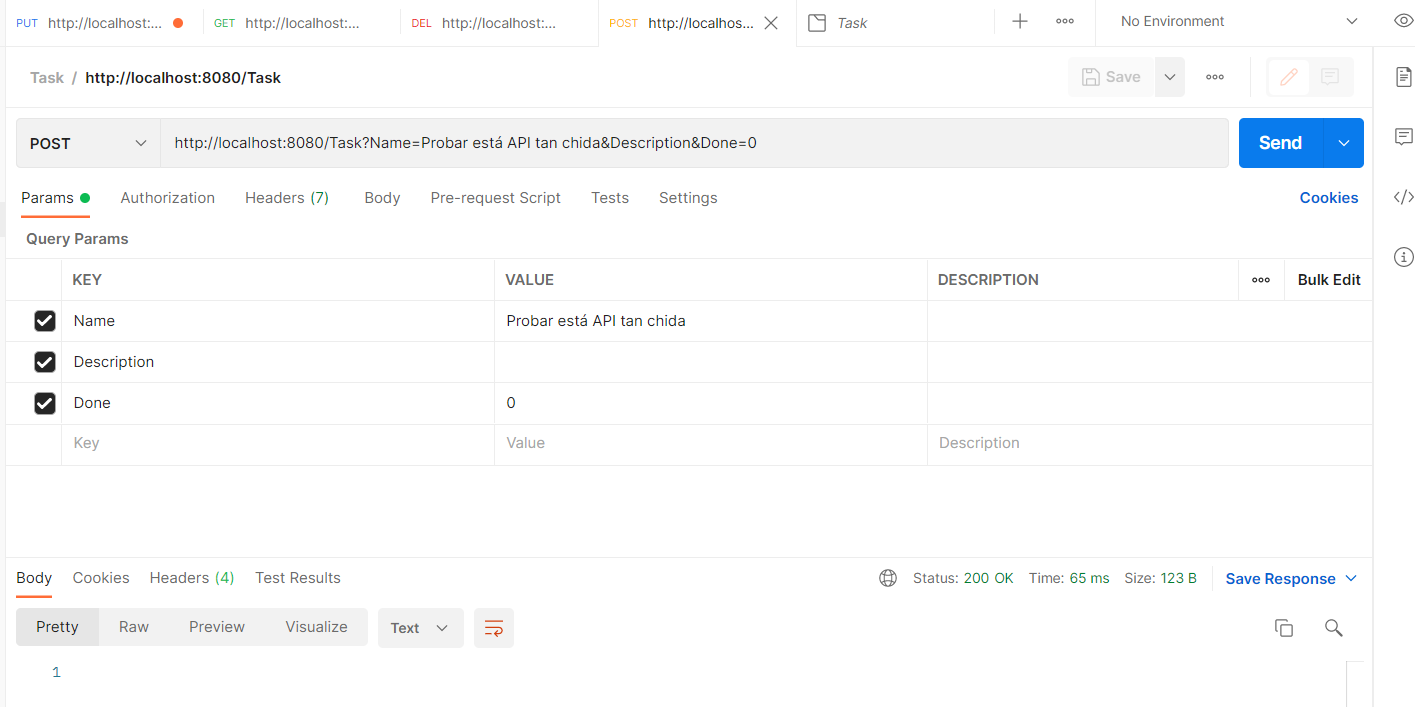 PUT http://localhost:... GET http://localhost:... DEL http://localhost:... POST http://localhos... Task No Environment
Task / http://localhost:8080/Task Save
POST http://localhost:8080/Task?Name=Probar está API tan chida&Description&Done=0 Send
Params Authorization Headers (7) Body Pre-request Script Tests Settings Cookies
Query Params
KEY VALUE DESCRIPTION Bulk Edit
Name Probar está API tan chida
Description
Done 0
Key Value Description
Body Cookies Headers (4) Test Results Status: 200 OK Time: 65 ms Size: 123 B Save Response
Pretty Raw Preview Visualize Text
1